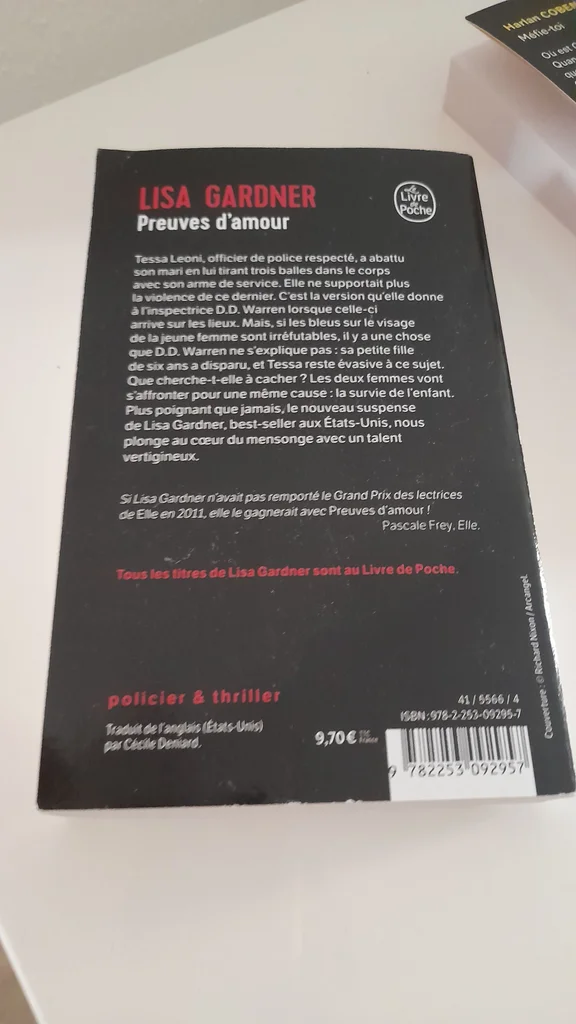 Harlan COBEN
Méfie-toi
Où est
Quan
qu
LISA GARDNER
Preuves d'amour
Le
Livre
de
Poche
Tessa Leoni, officier de police respecté, a abattu
son mari en lui tirant trois balles dans le corps
avec son arme de service. Elle ne supportait plus
la violence de ce dernier. C'est la version qu'elle donne
à l'inspectrice D.D. Warren lorsque celle-ci
arrive sur les lieux. Mais, si les bleus sur le visage
de la jeune femme sont irréfutables, il y a une chose
que D.D. Warren ne s'explique pas : sa petite fille
de six ans a disparu, et Tessa reste évasive à ce sujet.
Que cherche-t-elle à cacher ? Les deux femmes vont
s'affronter pour une même cause : la survie de l'enfant.
Plus poignant que jamais, le nouveau suspense
de Lisa Gardner, best-seller aux États-Unis, nous
plonge au cœur du mensonge avec un talent
vertigineux.
Si Lisa Gardner n'avait pas remporté le Grand Prix des lectrices
de Elle en 2011, elle le gagnerait avec Preuves d'amour !
Pascale Frey, Elle.
Tous les titres de Lisa Gardner sont au Livre de Poche.
policier & thriller
Traduit de l'anglais (États-Unis)
par Cécile Deniard.
9,70 € TTC
France
41 / 5566 / 4
ISBN : 978-2-253-09295-7
9 782253 092957
Couverture : © Richard Nixon / Arcangel.